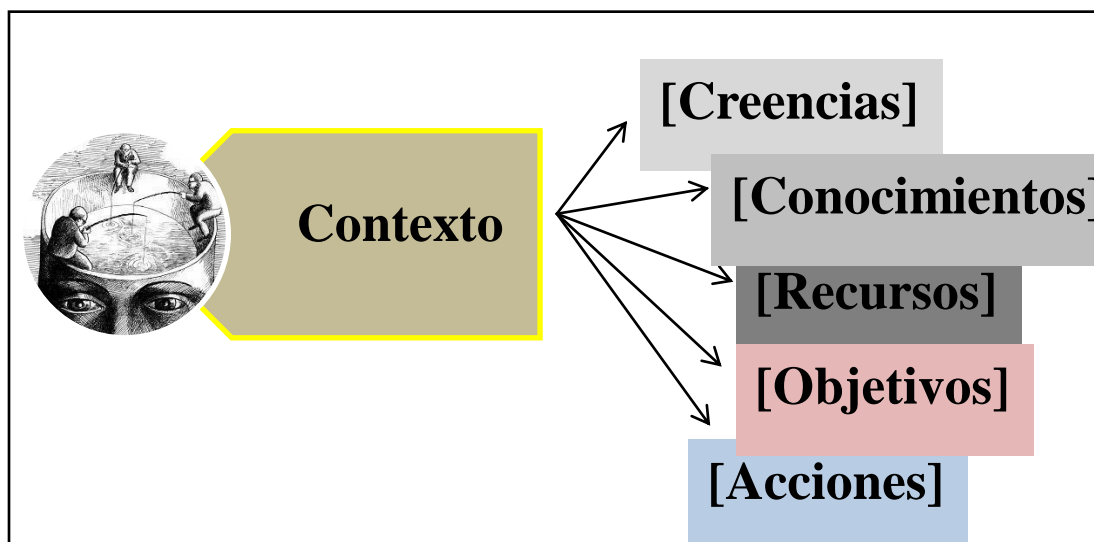 [Creencias]
[Conocimientos]
Contexto
[Recursos]
[Objetivos]
[Acciones]